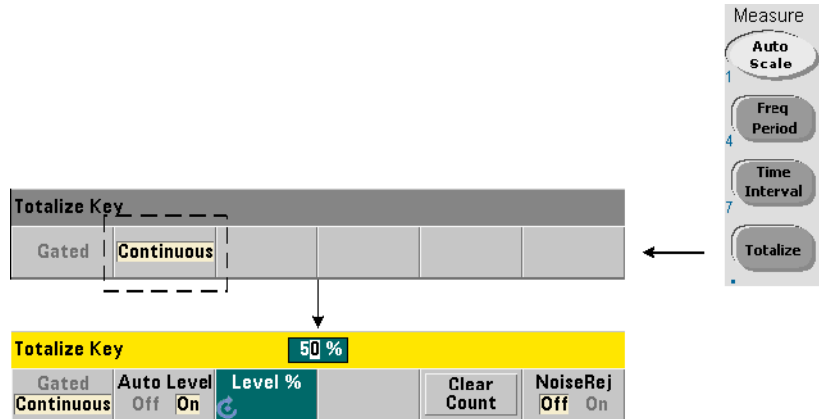 Measure
Auto
Scale
1
Freq
Period
4
Time
Interval
7
Totalize
.
Totalize Key
Gated Continuous
Totalize Key 50 %
Gated
Continuous
Auto Level
Off On
Level %
Clear
Count
NoiseRej
Off On